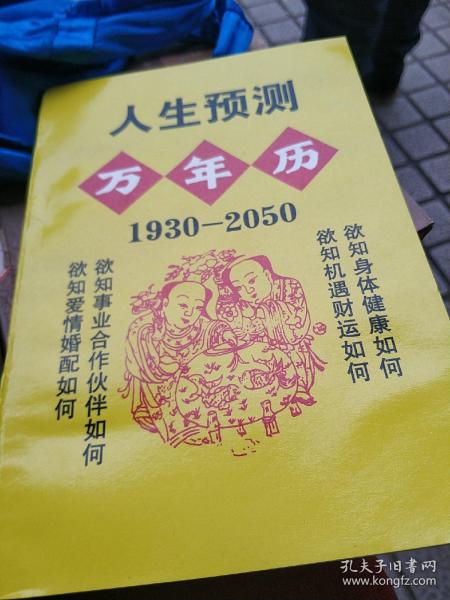 人生预测
万年历
1930-2050
欲知身体健康如何
欲知机遇财运如何
欲知事业合作伙伴如何
欲知爱情婚配如何
孔夫子旧书网
www.kongfz.com